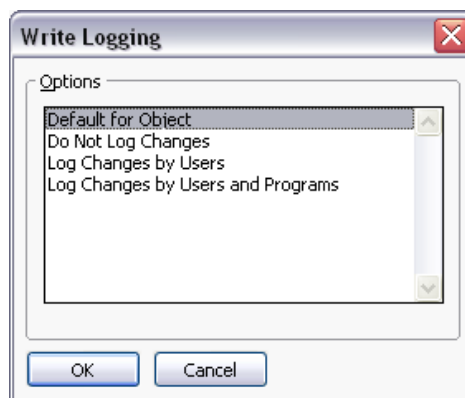 Write Logging
Options
Default for Object
Do Not Log Changes
Log Changes by Users
Log Changes by Users and Programs
OK
Cancel